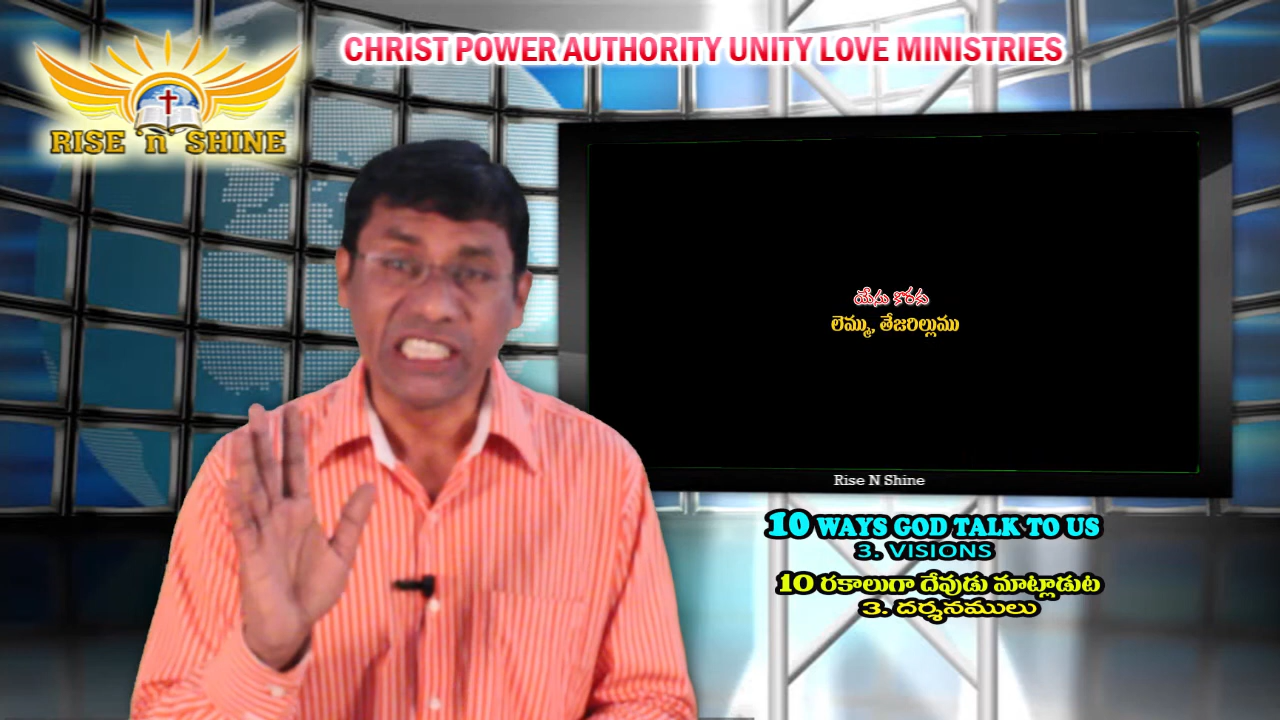 CHRIST POWER AUTHORITY UNITY LOVE MINISTRIES
RISE 'n' SHINE
యేసు కొరకు
లెమ్ము, తేజరిల్లుము
Rise N Shine
10 WAYS GOD TALK TO US
3. VISIONS
10 రకాలుగా దేవుడు మాట్లాడుట
3. దర్శనములు